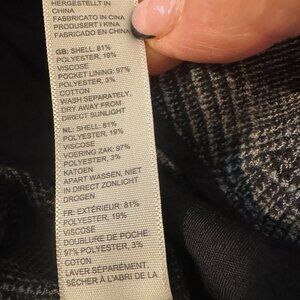 HERGESTELLT IN
CHINA
FABRICATO IN CINA
PRODUSERT I KINA
FABRICADO EN CHINA
GB: SHELL: 81%
POLYESTER, 19%
VISCOSE
POCKET LINING: 97%
POLYESTER, 3%
COTTON
WASH SEPARATELY,
DRY AWAY FROM
DIRECT SUNLIGHT
NL: SHELL: 81%
POLYESTER, 19%
VISCOSE
VOERING ZAK: 97%
POLYESTER, 3%
KATOEN
APART WASSEN, NIET
IN DIRECT ZONLICHT
DROGEN
FR: EXTÉRIEUR: 81%
POLYESTER, 19%
VISCOSE
DOUBLURE DE POCHE:
97% POLYESTER, 3%
COTON
LAVER SÉPARÉMENT,
SÉCHER À L'ABRI DE LA